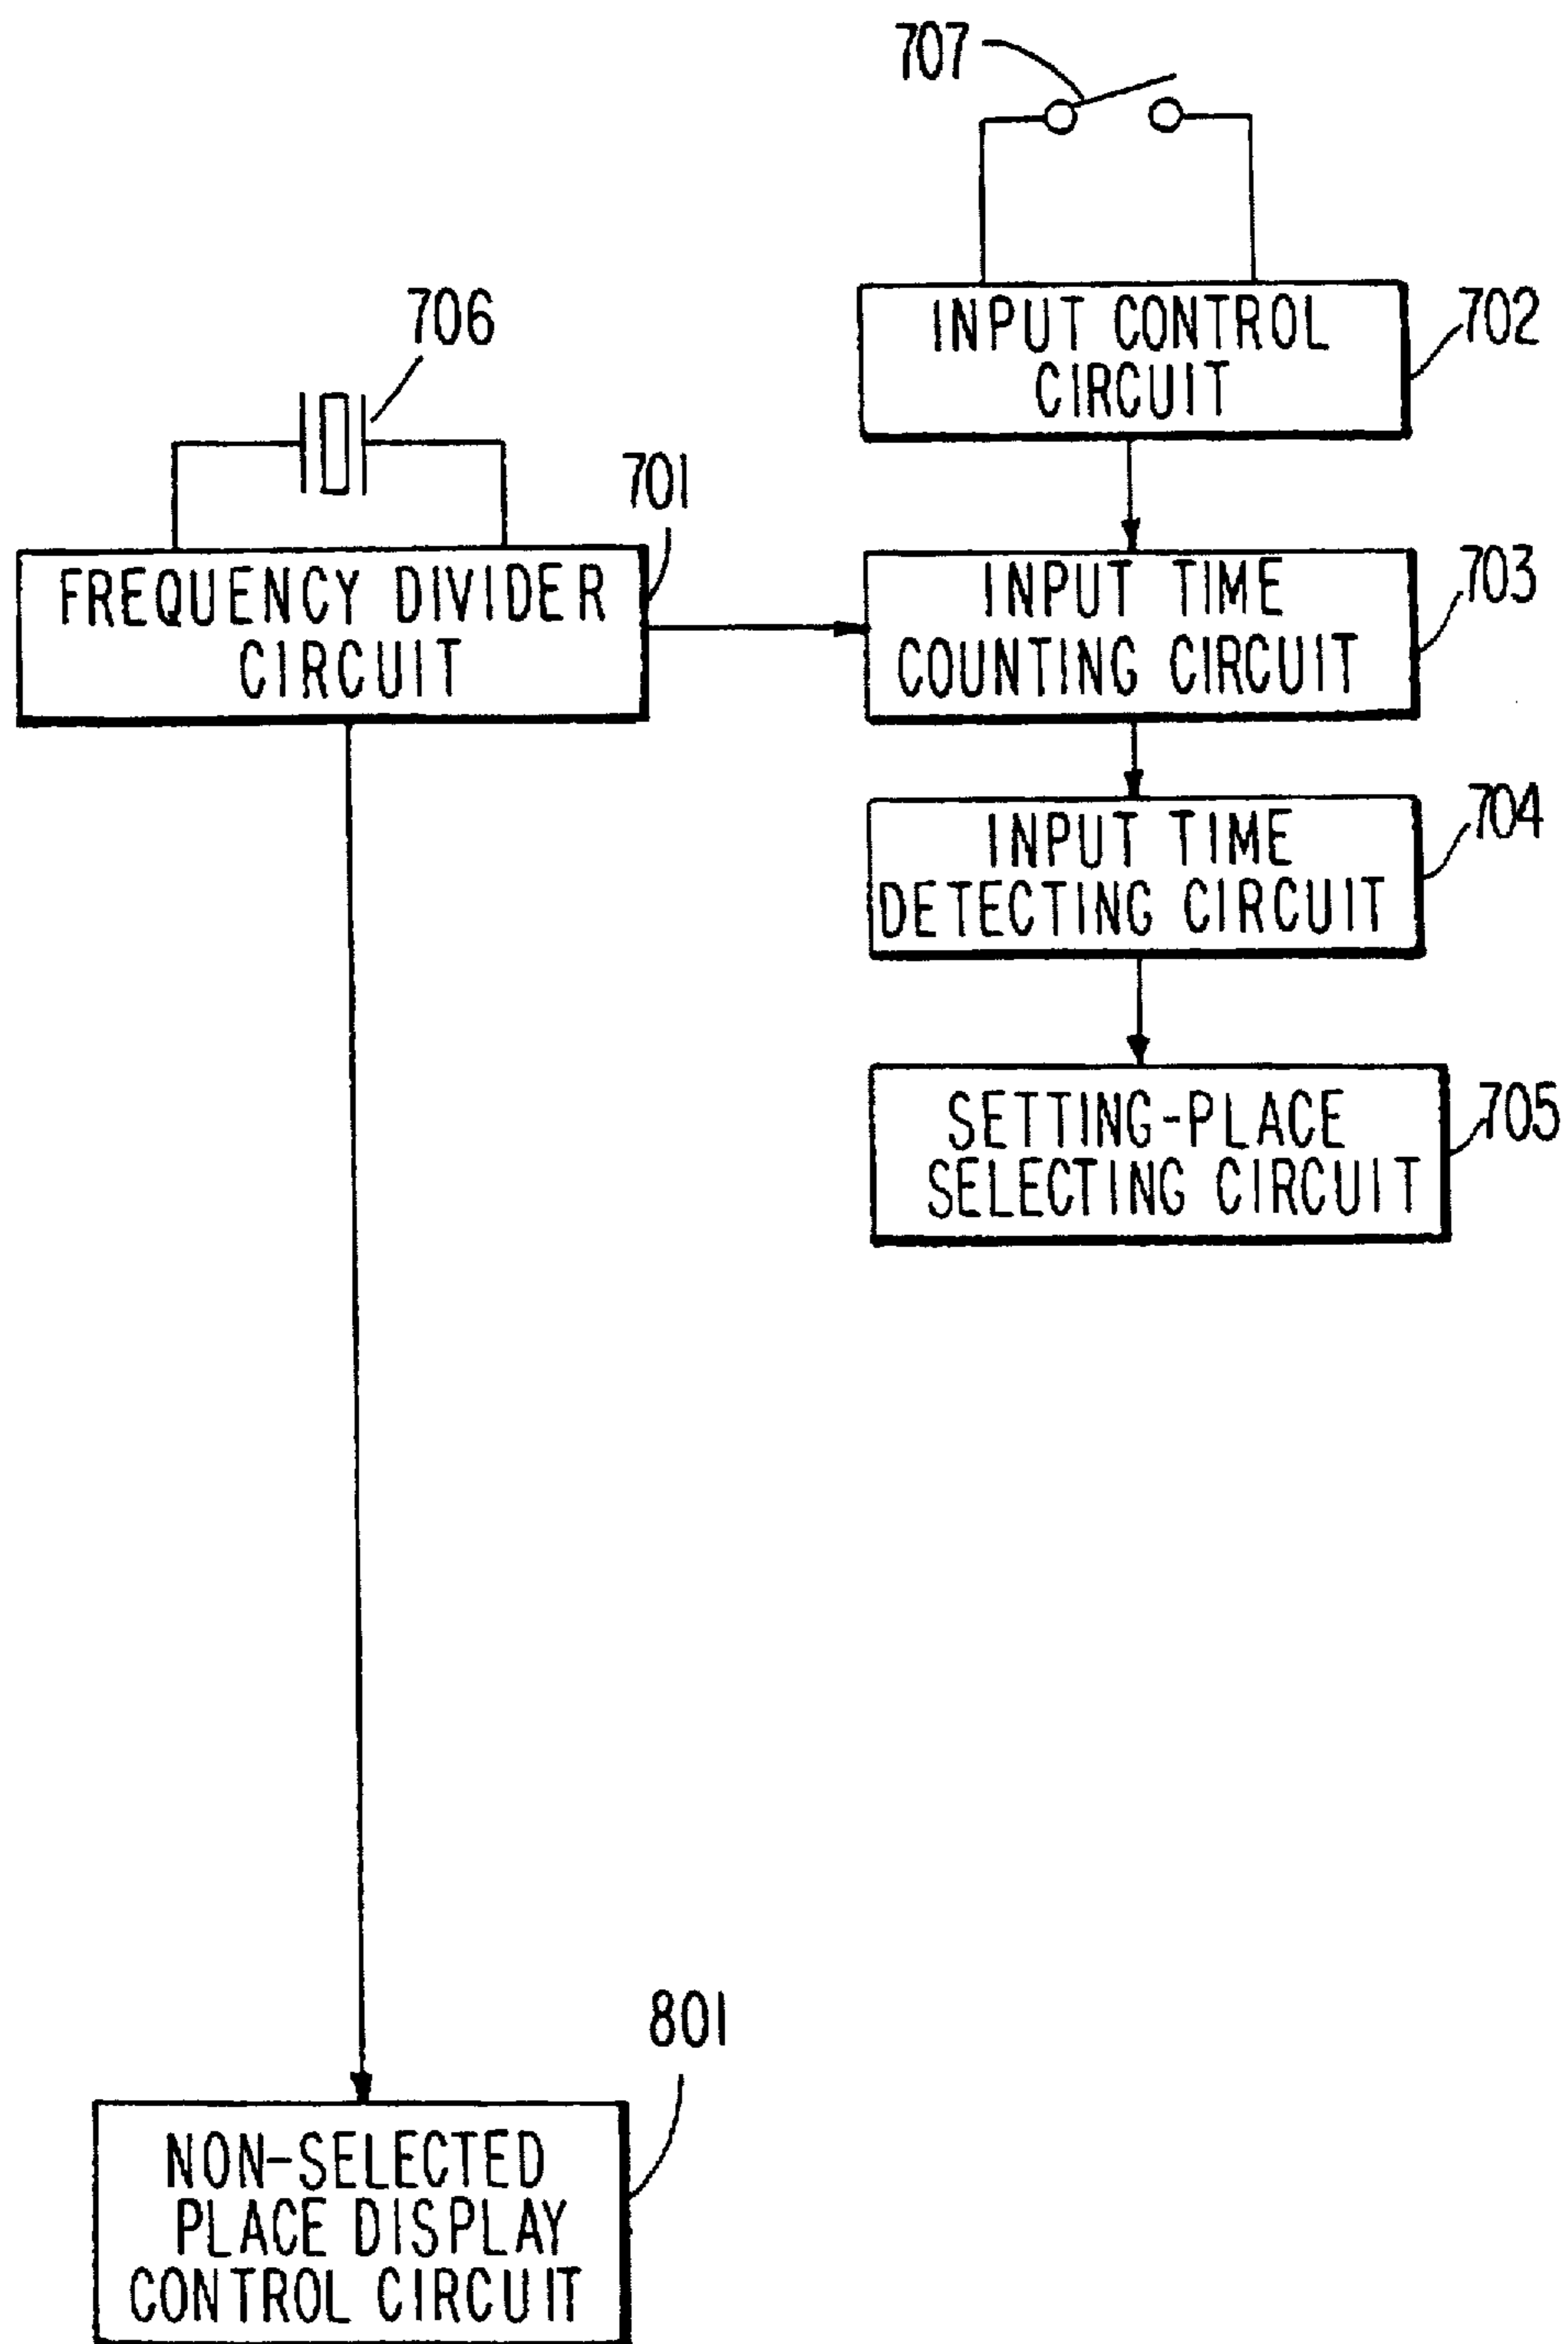 707
INPUT CONTROL
CIRCUIT
702
706
701
FREQUENCY DIVIDER
CIRCUIT
INPUT TIME
COUNTING CIRCUIT
703
INPUT TIME
DETECTING CIRCUIT
704
SETTING-PLACE
SELECTING CIRCUIT
705
801
NON-SELECTED
PLACE DISPLAY
CONTROL CIRCUIT